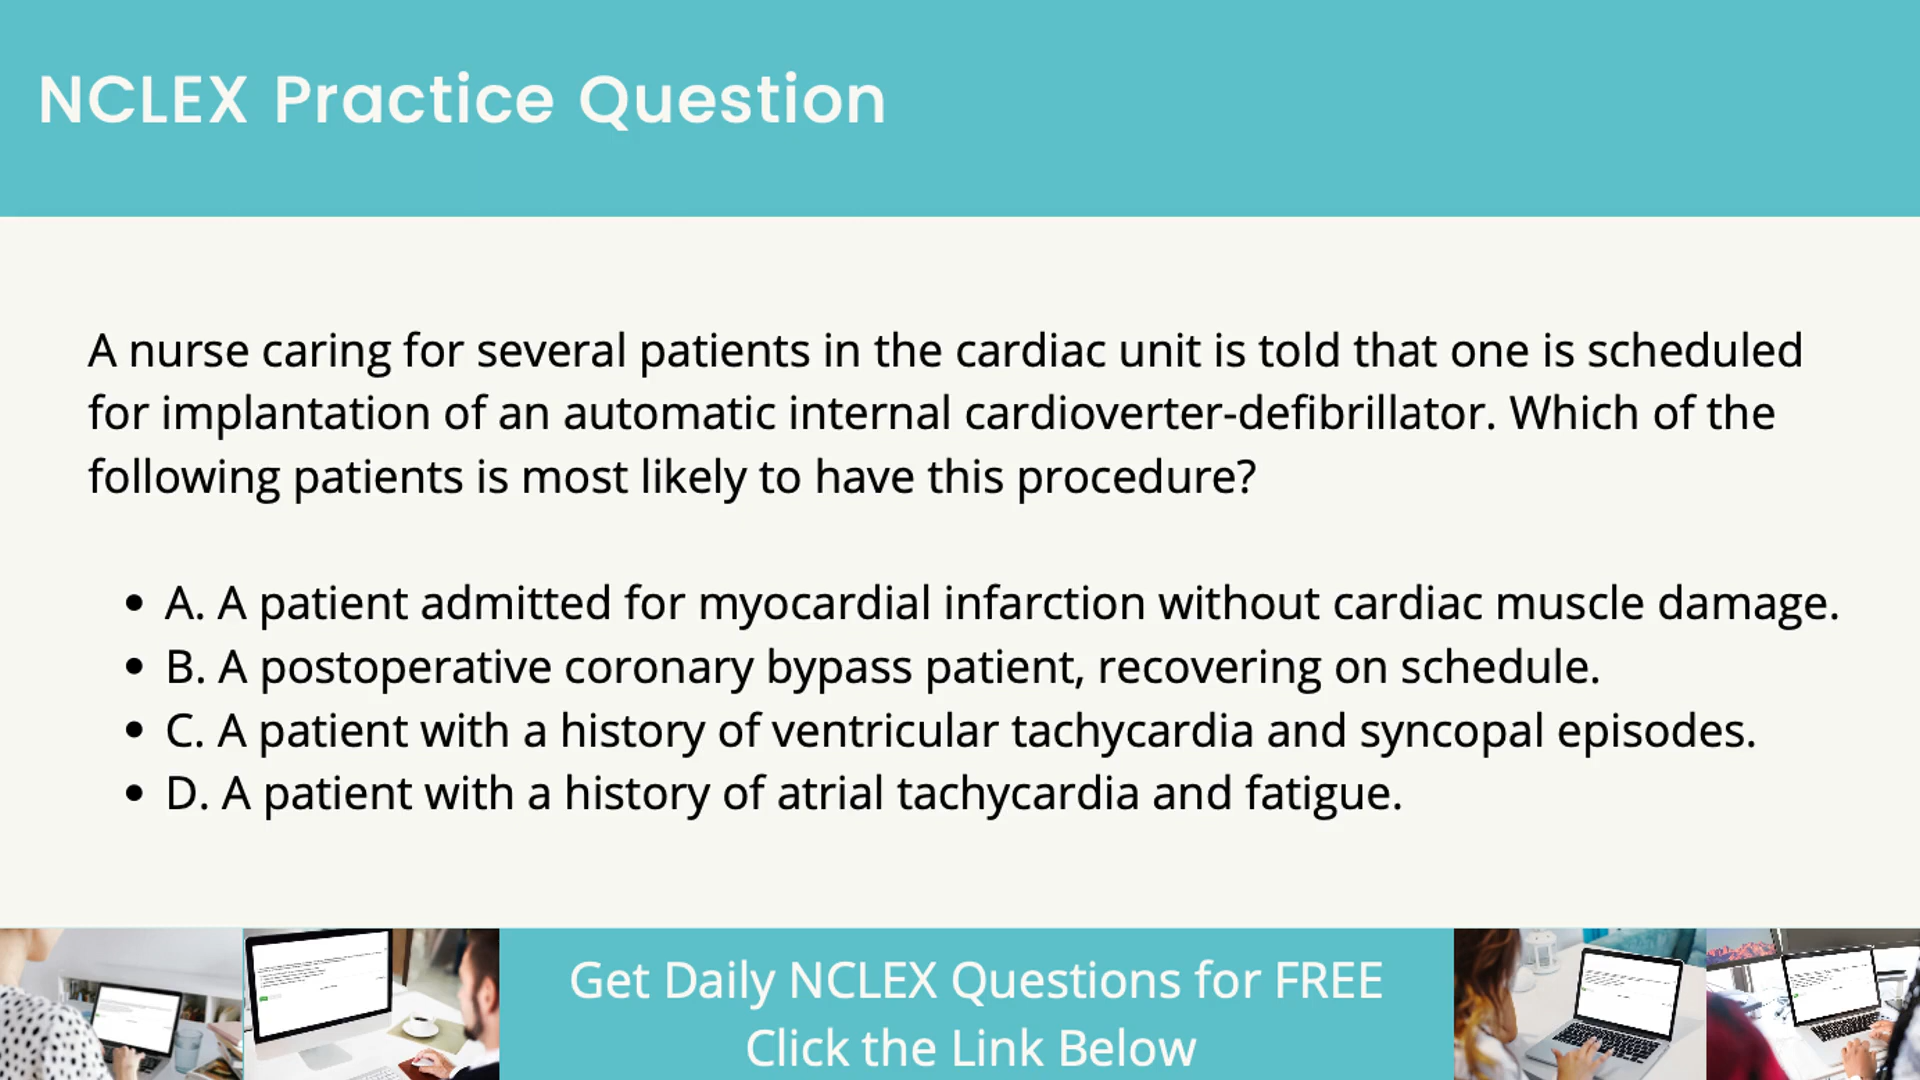 NCLEX Practice Question
A nurse caring for several patients in the cardiac unit is told that one is scheduled
for implantation of an automatic internal cardioverter-defibrillator. Which of the
following patients is most likely to have this procedure?
• A. A patient admitted for myocardial infarction without cardiac muscle damage.
• B. A postoperative coronary bypass patient, recovering on schedule.
• C. A patient with a history of ventricular tachycardia and syncopal episodes.
• D. A patient with a history of atrial tachycardia and fatigue.
Get Daily NCLEX Questions for FREE
Click the Link Below